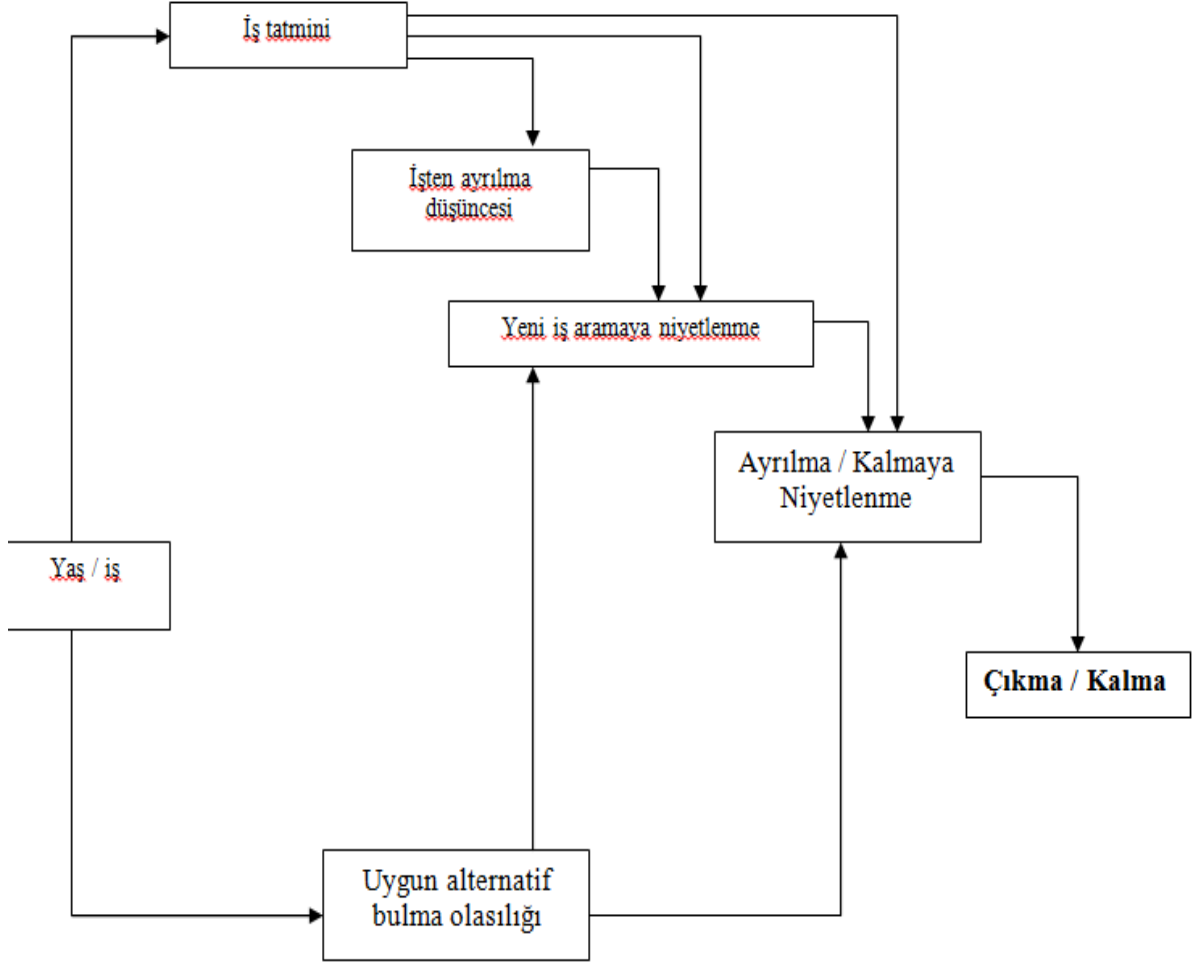 İş tatmini
İşten ayrılma
düşüncesi
Yeni iş aramaya niyetlenme
Ayrılma / Kalmaya
Niyetlenme
Yaş / iş
Çıkma / Kalma
Uygun alternatif
bulma olasılığı